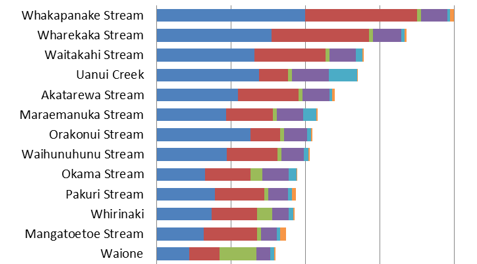 Whakapanake Stream
Wharekaka Stream
Waitakahi Stream
Uanui Creek
Akatarewa Stream
Maraemanuka Stream
Orakonui Stream
Waihunuhunu Stream
Okama Stream
Pakuri Stream
Whirinaki
Mangatoetoe Stream
Waione